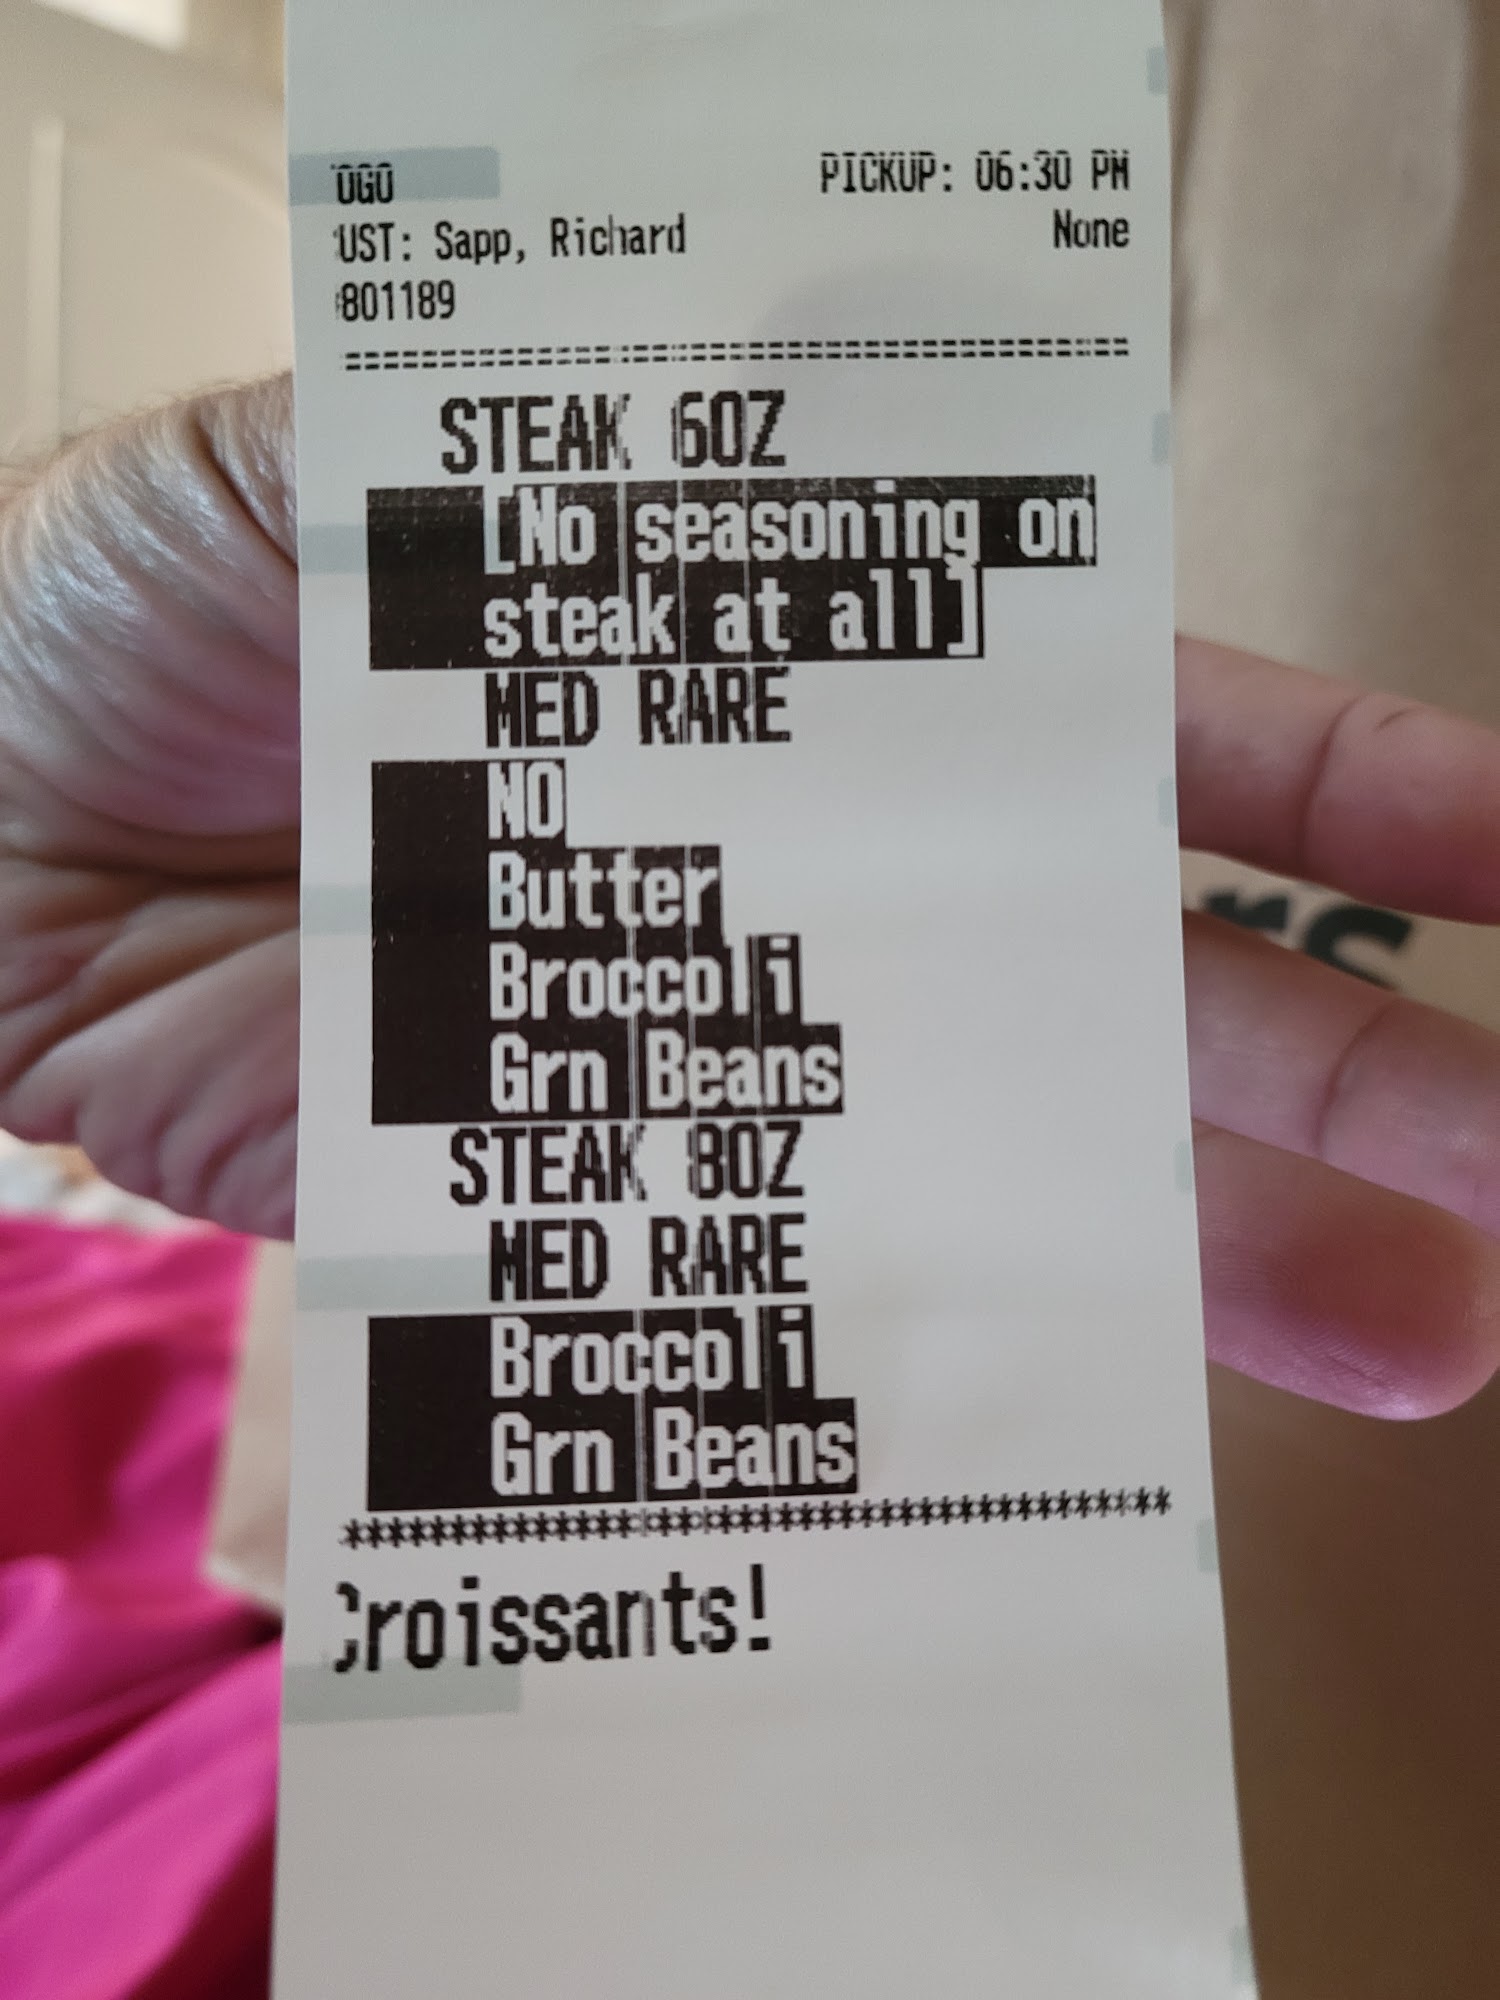 OGO
PICKUP: 06:30 PM
UST: Sapp, Richard
None
801189
STEAK 6OZ
[No seasoning on
steak at all]
MED RARE
NO
Butter
Broccoli
Grn Beans
STEAK 8OZ
MED RARE
Broccoli
Grn Beans
****************************************
Croissants!